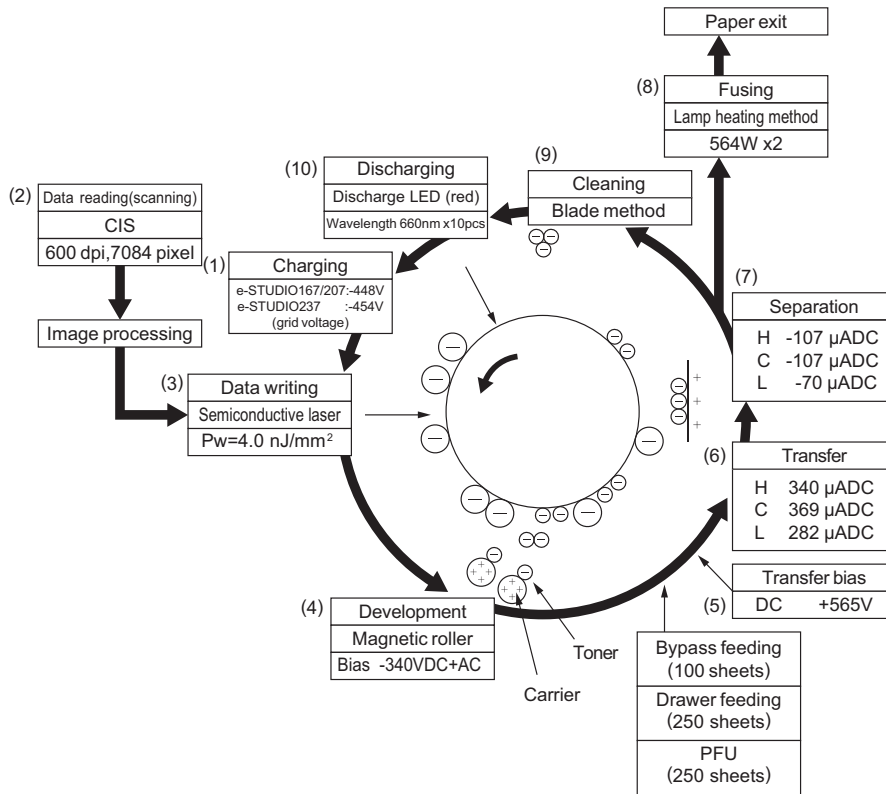 Paper exit
(8)
Fusing
Lamp heating method
564W x2
(9)
Cleaning
Blade method
(10)
Discharging
Discharge LED (red)
Wavelength 660nm x10pcs
(2)
Data reading(scanning)
CIS
600 dpi,7084 pixel
Image processing
(1)
Charging
e-STUDIO167/207:-448V
e-STUDIO237 :-454V
(grid voltage)
(3)
Data writing
Semiconductive laser
Pw=4.0 nJ/mm²
(7)
Separation
H -107 µADC
C -107 µADC
L -70 µADC
(6)
Transfer
H 340 µADC
C 369 µADC
L 282 µADC
(5)
Transfer bias
DC +565V
(4)
Development
Magnetic roller
Bias -340VDC+AC
Toner
Carrier
Bypass feeding
(100 sheets)
Drawer feeding
(250 sheets)
PFU
(250 sheets)